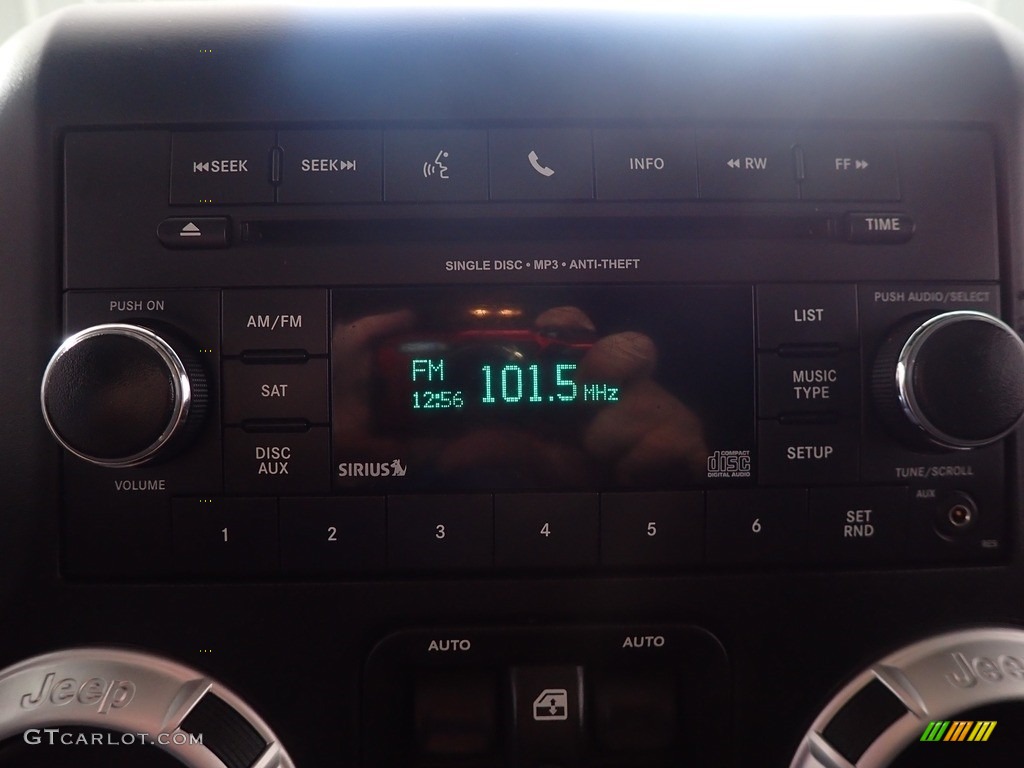 SEEK SEEK INFO RW FF
TIME
SINGLE DISC • MP3 • ANTI-THEFT
PUSH ON
PUSH AUDIO/SELECT
AM/FM
LIST
SAT
MUSIC
TYPE
FM
12:56
101.5 MHz
DISC
AUX
SETUP
SIRIUS
COMPACT
disc
DIGITAL AUDIO
VOLUME
TUNE/SCROLL
AUX
1 2 3 4 5 6
SET
RND
RES
AUTO AUTO
Jeep
Jeep
GTCARLOT.COM